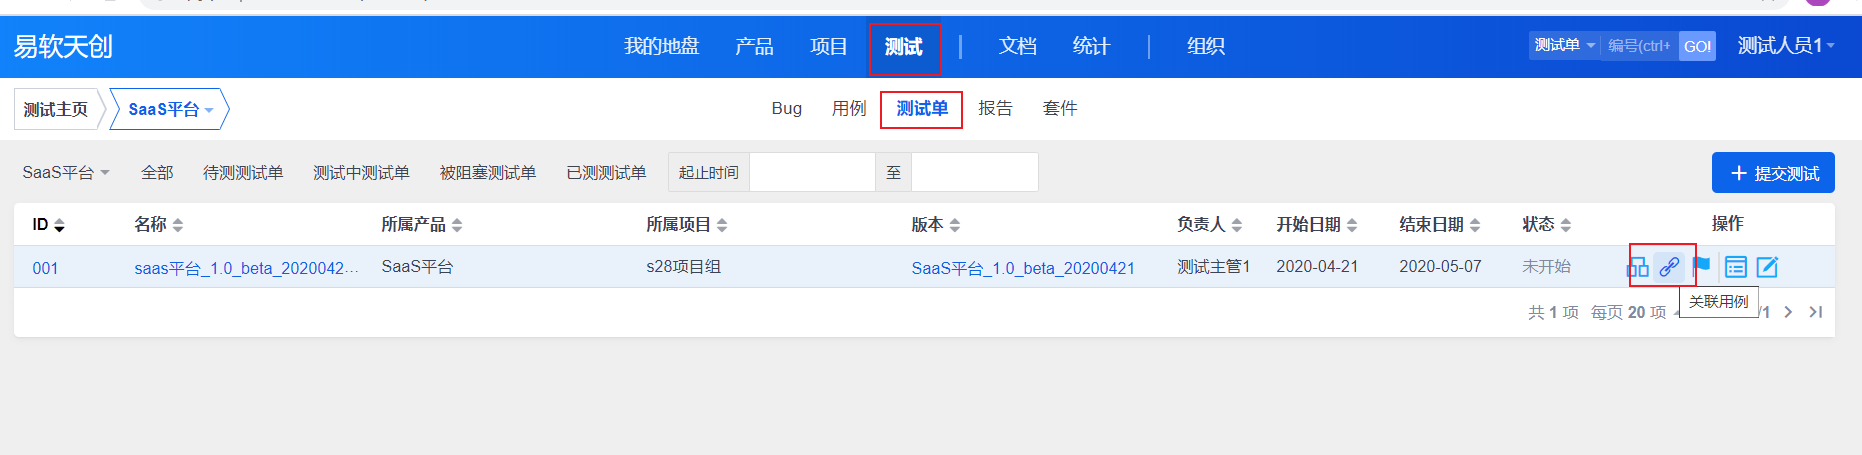 易软天创 我的地盘 产品 项目 测试 文档 统计 组织 测试单 编号(ctrl+ GO! 测试人员1
测试主页 SaaS平台 Bug 用例 测试单 报告 套件
SaaS平台 全部 待测测试单 测试中测试单 被阻塞测试单 已测测试单 起止时间 至 提交测试
ID 名称 所属产品 所属项目 版本 负责人 开始日期 结束日期 状态 操作
001 saas平台_1.0_beta_2020042... SaaS平台 s28项目组 SaaS平台_1.0_beta_20200421 测试主管1 2020-04-21 2020-05-07 未开始
关联用例
共 1 项 每页 20 项 /1